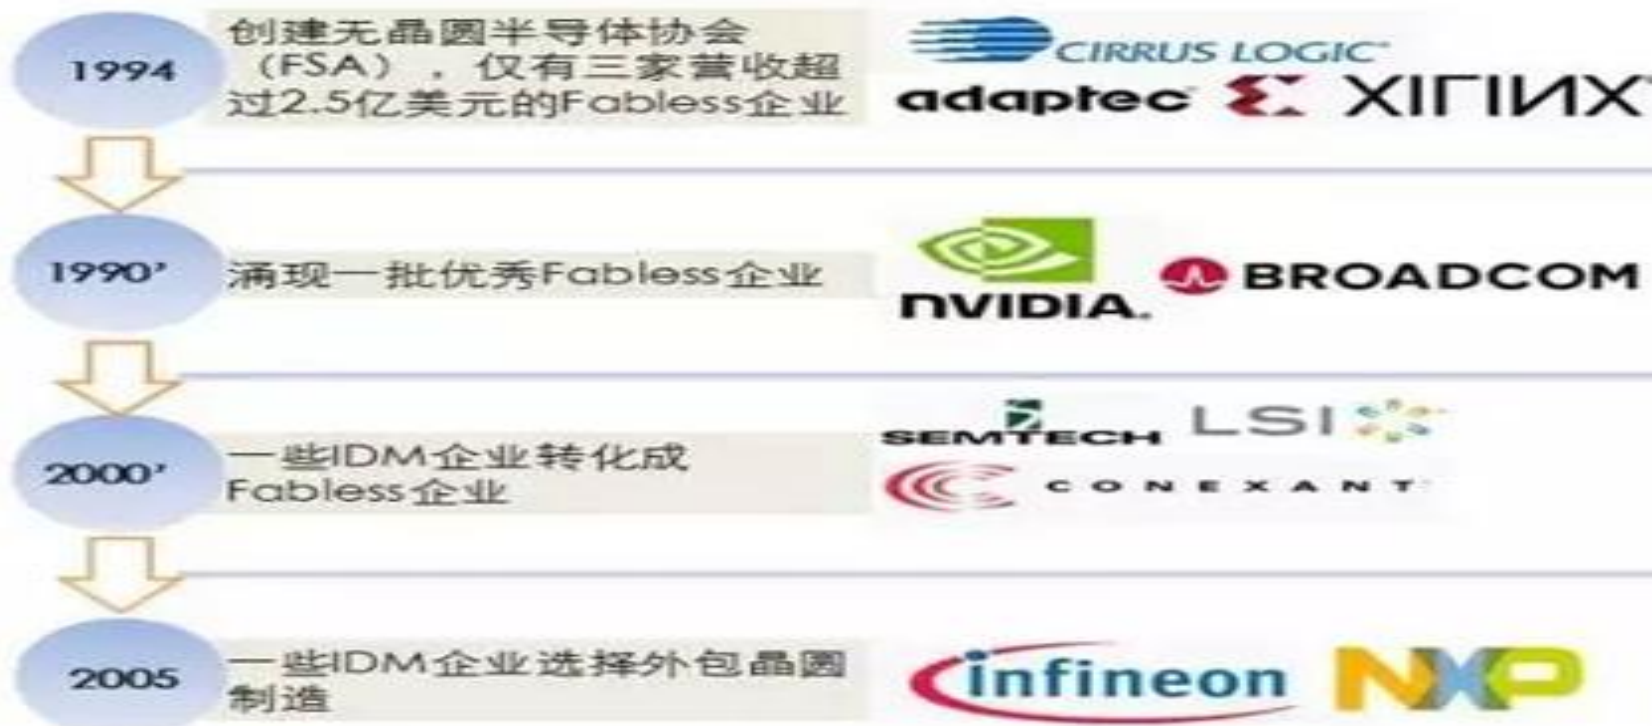 1994
创建无晶圆半导体协会
（FSA），仅有三家营收超
过2.5亿美元的Fabless企业
CIRRUS LOGIC
adaptec XILINX
1990’
涌现一批优秀Fabless企业
NVIDIA.
BROADCOM
2000’
一些IDM企业转化成
Fabless企业
SEMTECH LSI
CONEXANT
2005
一些IDM企业选择外包晶圆
制造
infineon NXP